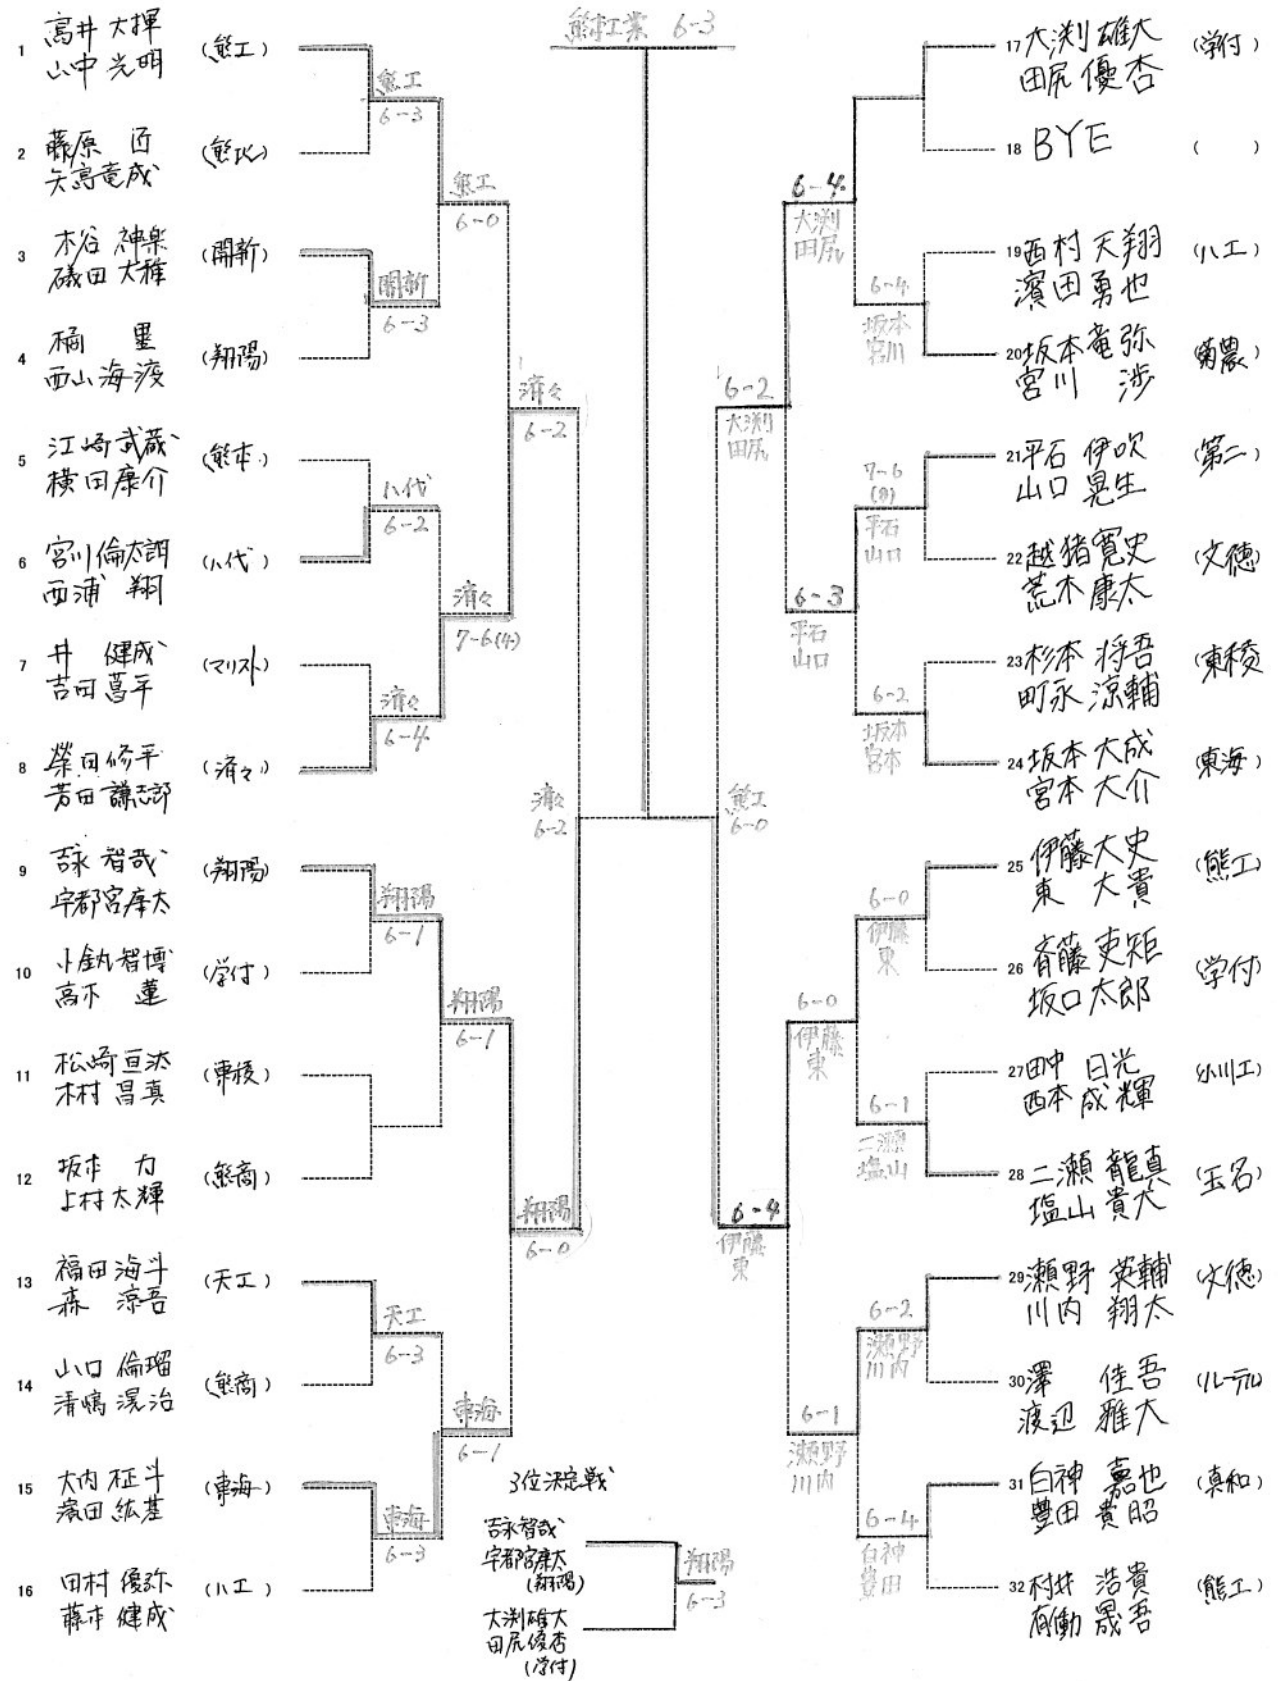 熊本工業 6-3
1 高井 大揮
山中 光明
(熊工)
2 藤原 匠
矢高竜成
(熊北)
3 木谷 神楽
礒田 大雅
(開新)
4 橘 塁
西山海渡
(翔陽)
5 江崎武蔵
横田康介
(熊本)
6 宮川倫太朗
西浦 翔
(八代)
7 井 健成
吉田菖平
(マリスト)
8 柴田修平
芳田謙志郎
(済々)
9 吉永智哉
宇都宮康太
(翔陽)
10 小釞智博
高木 蓮
(学付)
11 松崎亘汰
木村昌真
(東稜)
12 坂本 力
上村太輝
(熊商)
13 福田海斗
森 涼吾
(天工)
14 山口倫瑠
清嶋滉治
(熊商)
15 大内柾斗
濱田紘基
(東海)
16 田村優弥
藤本健成
(八工)
熊工
6-3
開新
6-3
八代
6-2
済々
6-4
翔陽
6-1
天工
6-3
東海
6-3
熊工
6-0
済々
7-6(4)
翔陽
6-1
東海
6-1
済々
6-2
翔陽
6-0
済々
6-2
17 大渕雄大
田尻優杏
(学付)
18 BYE
( )
19 西村天翔
濱田勇也
(八工)
20 坂本竜弥
宮川 渉
(菊農)
21 平石伊吹
山口晃生
(第二)
22 越猪寛史
荒木康太
(文徳)
23 杉本将吾
町永涼輔
(東稜
24 坂本大成
宮本大介
(東海)
25 伊藤大史
東 大貴
(熊工)
26 斉藤吏矩
坂口太郎
(学付)
27 田中日光
西本成輝
(小川工)
28 二瀬龍真
塩山貴大
(玉名)
29 瀬野英輔
川内翔太
(文徳)
30 澤 佳吾
渡辺雅大
(ルーテル)
31 白神嘉也
豊田貴昭
(真和)
32 村井浩貴
有働晟吾
(熊工)
6-4
坂本
宮川
7-6
平石
山口
6-2
坂本
宮本
6-0
伊藤
東
6-1
二瀬
塩山
6-2
瀬野
川内
6-4
白神
豊田
6-4
大渕
田尻
6-3
平石
山口
6-0
伊藤
東
6-1
瀬野
川内
6-2
大渕
田尻
6-4
伊藤
東
熊工
6-0
3位決定戦
吉永智哉
宇都宮康太
(翔陽)
大渕雄大
田尻優杏
(学付)
翔陽
6-3